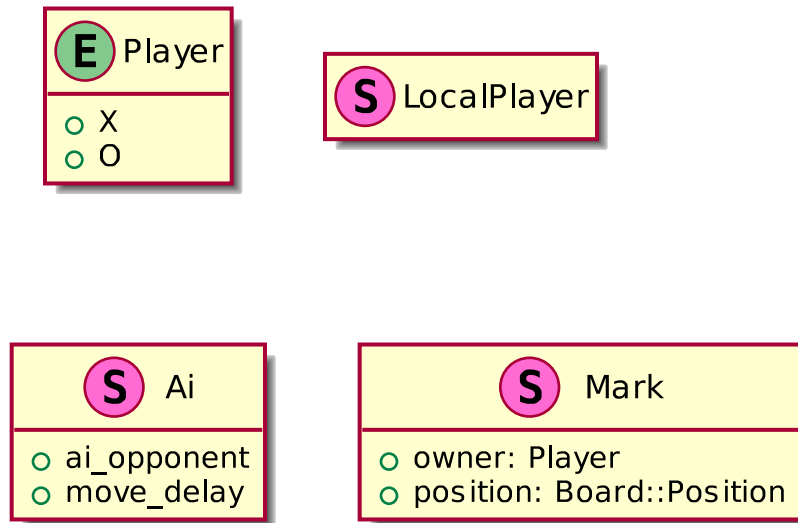 E Player
X
O
S LocalPlayer
S Ai
ai_opponent
move_delay
S Mark
owner: Player
position: Board::Position